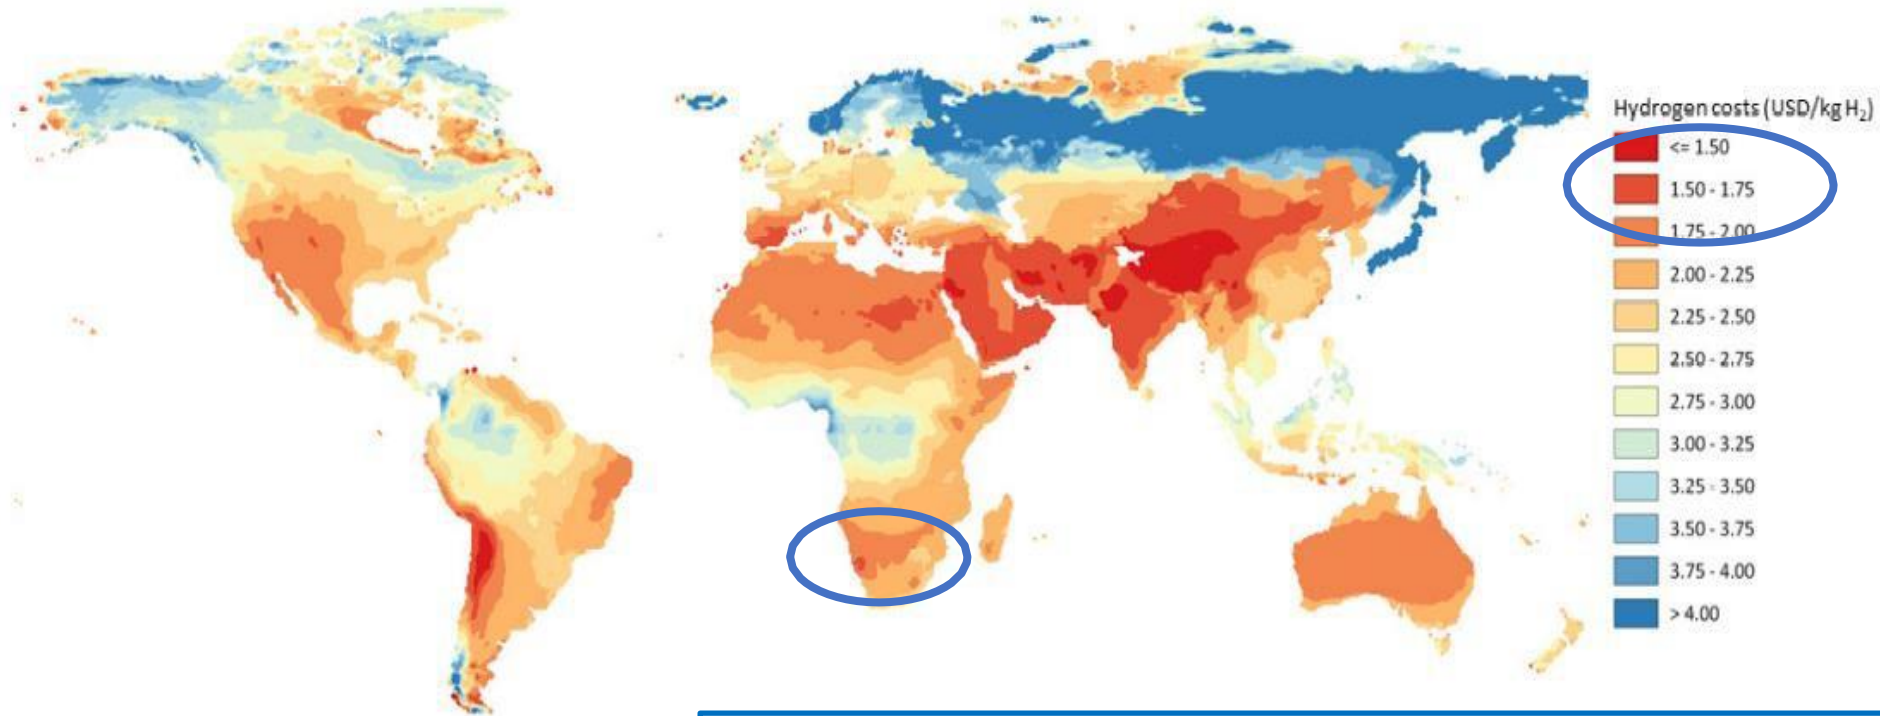 Hydrogen costs (USD/kg H₂)
<= 1.50
1.50 - 1.75
1.75 - 2.00
2.00 - 2.25
2.25 - 2.50
2.50 - 2.75
2.75 - 3.00
3.00 - 3.25
3.25 - 3.50
3.50 - 3.75
3.75 - 4.00
> 4.00